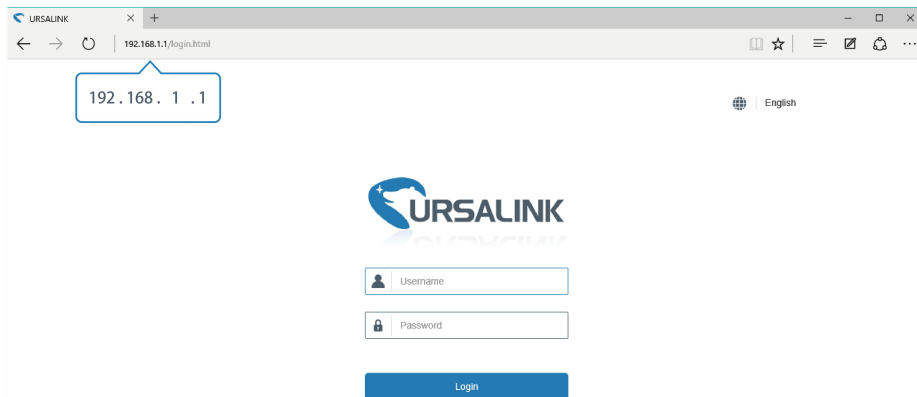 URSALINK
192.168.1.1/login.html
192.168. 1 .1
English
URSALINK
Username
Password
Login